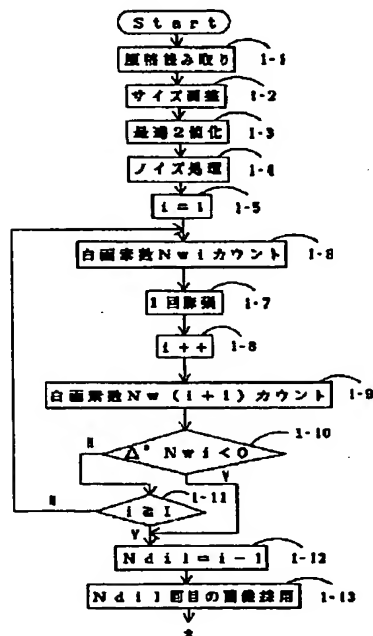 Start
原稿読み取り 1-1
サイズ調整 1-2
最適2値化 1-3
ノイズ処理 1-4
i=1 1-5
白画素数Nwiカウント 1-6
1回膨張 1-7
i++ 1-8
白画素数Nw(i+1)カウント 1-9
Δ" Nwi<0 1-10
N
Y
i≧I 1-11
N
Y
Ndil=i-1 1-12
Ndil回目の画像採用 1-13